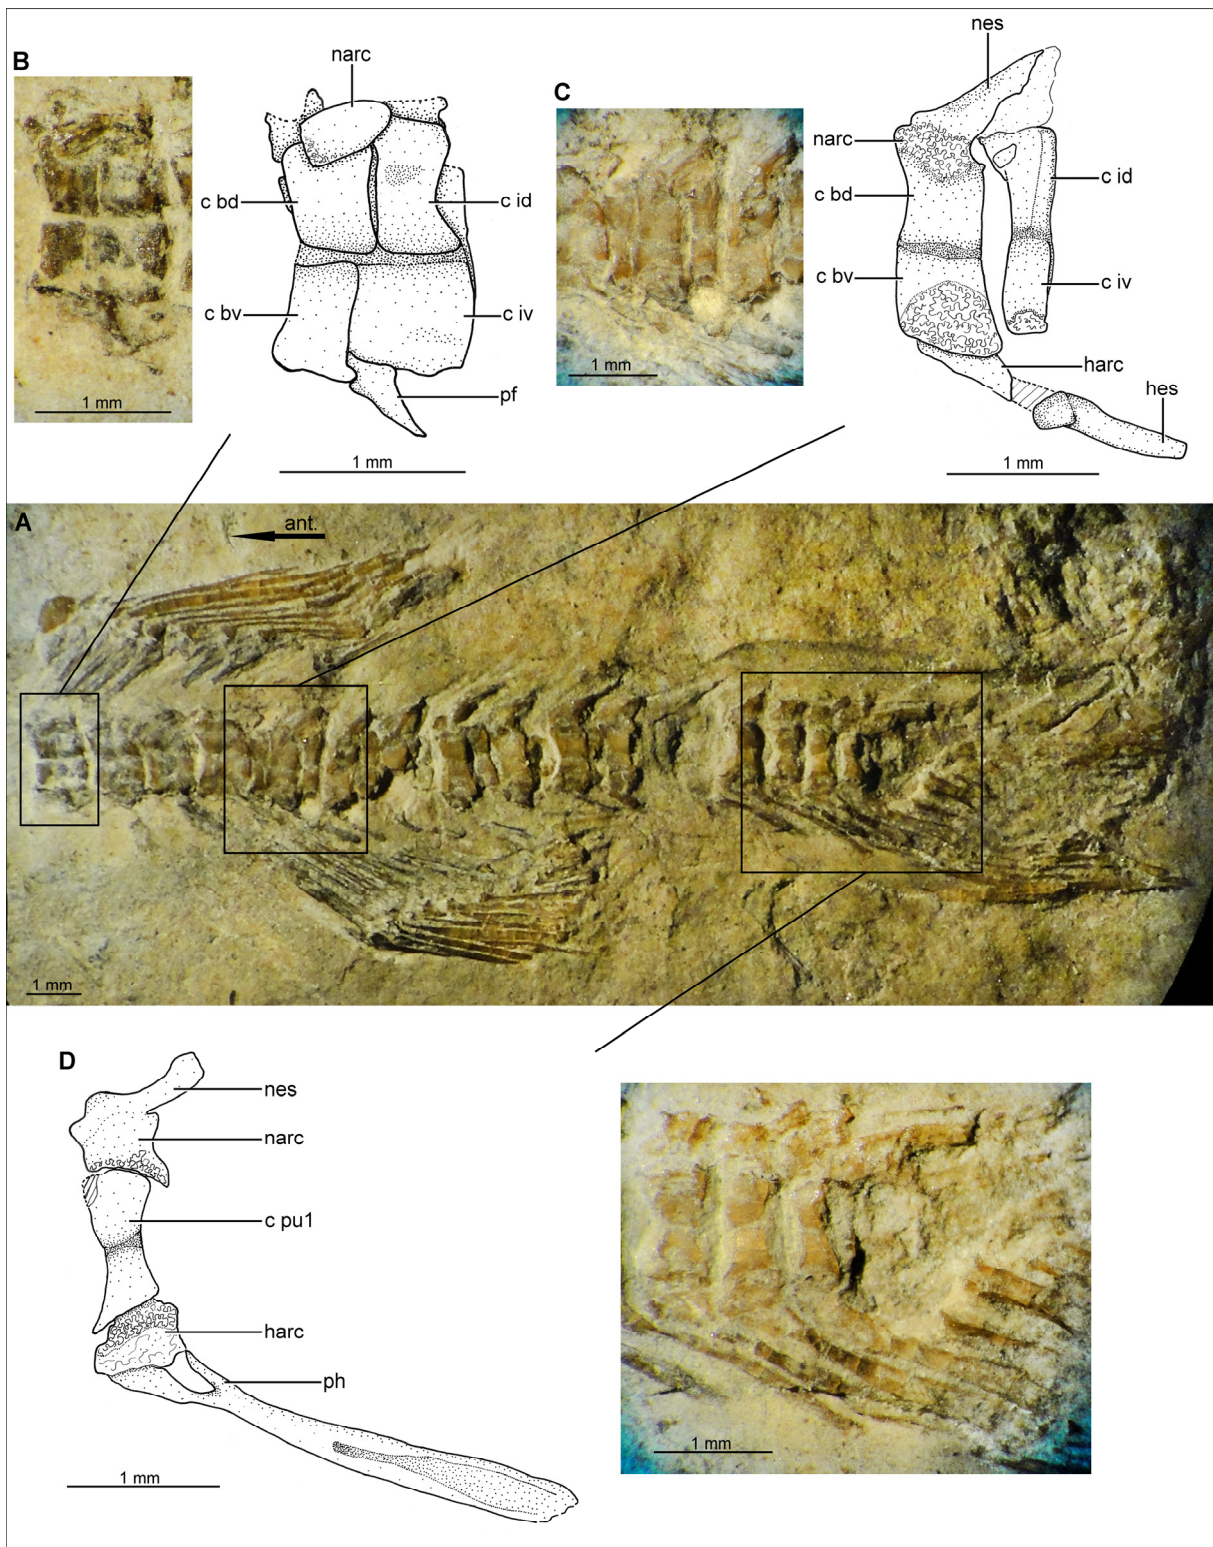 B
narc
c bd
c id
c bv
c iv
pf
1 mm
1 mm
C
nes
narc
c bd
c id
c bv
c iv
harc
hes
1 mm
1 mm
A
ant.
1 mm
D
nes
narc
c pu1
harc
ph
1 mm
1 mm